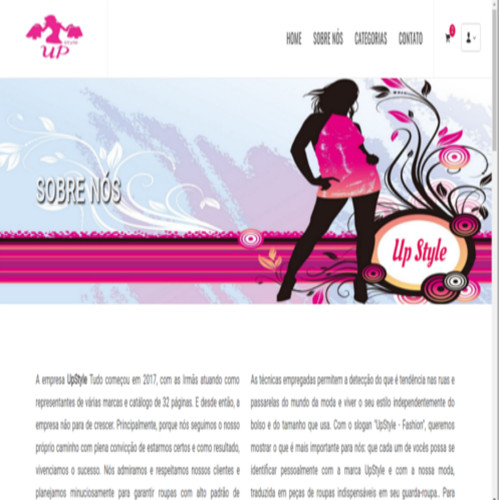 UP
HOME SOBRE NÓS CATEGORIAS CONTATO
SOBRE NÓS
Up Style
A empresa UpStyle Tudo começou em 2017, com as Irmãs atuando como
representantes de várias marcas e catálogo de 32 páginas. E desde então, a
empresa não para de crescer. Principalmente, porque nós seguimos o nosso
próprio caminho com plena convicção de estarmos certos e como resultado,
vivenciamos o sucesso. Nós admiramos e respeitamos nossos clientes e
planejamos minuciosamente para garantir roupas com alto padrão de
As técnicas empregadas permitem a detecção do que é tendência nas ruas e
passarelas do mundo da moda e viver o seu estilo independentemente do
bolso e do tamanho que usa. Com o slogan "UpStyle - Fashion", queremos
mostrar o que é mais importante para nós: que cada um de vocês possa se
identificar pessoalmente com a marca UpStyle e com a nossa moda,
traduzida em peças de roupas indispensáveis em seu guarda-roupa.. Para